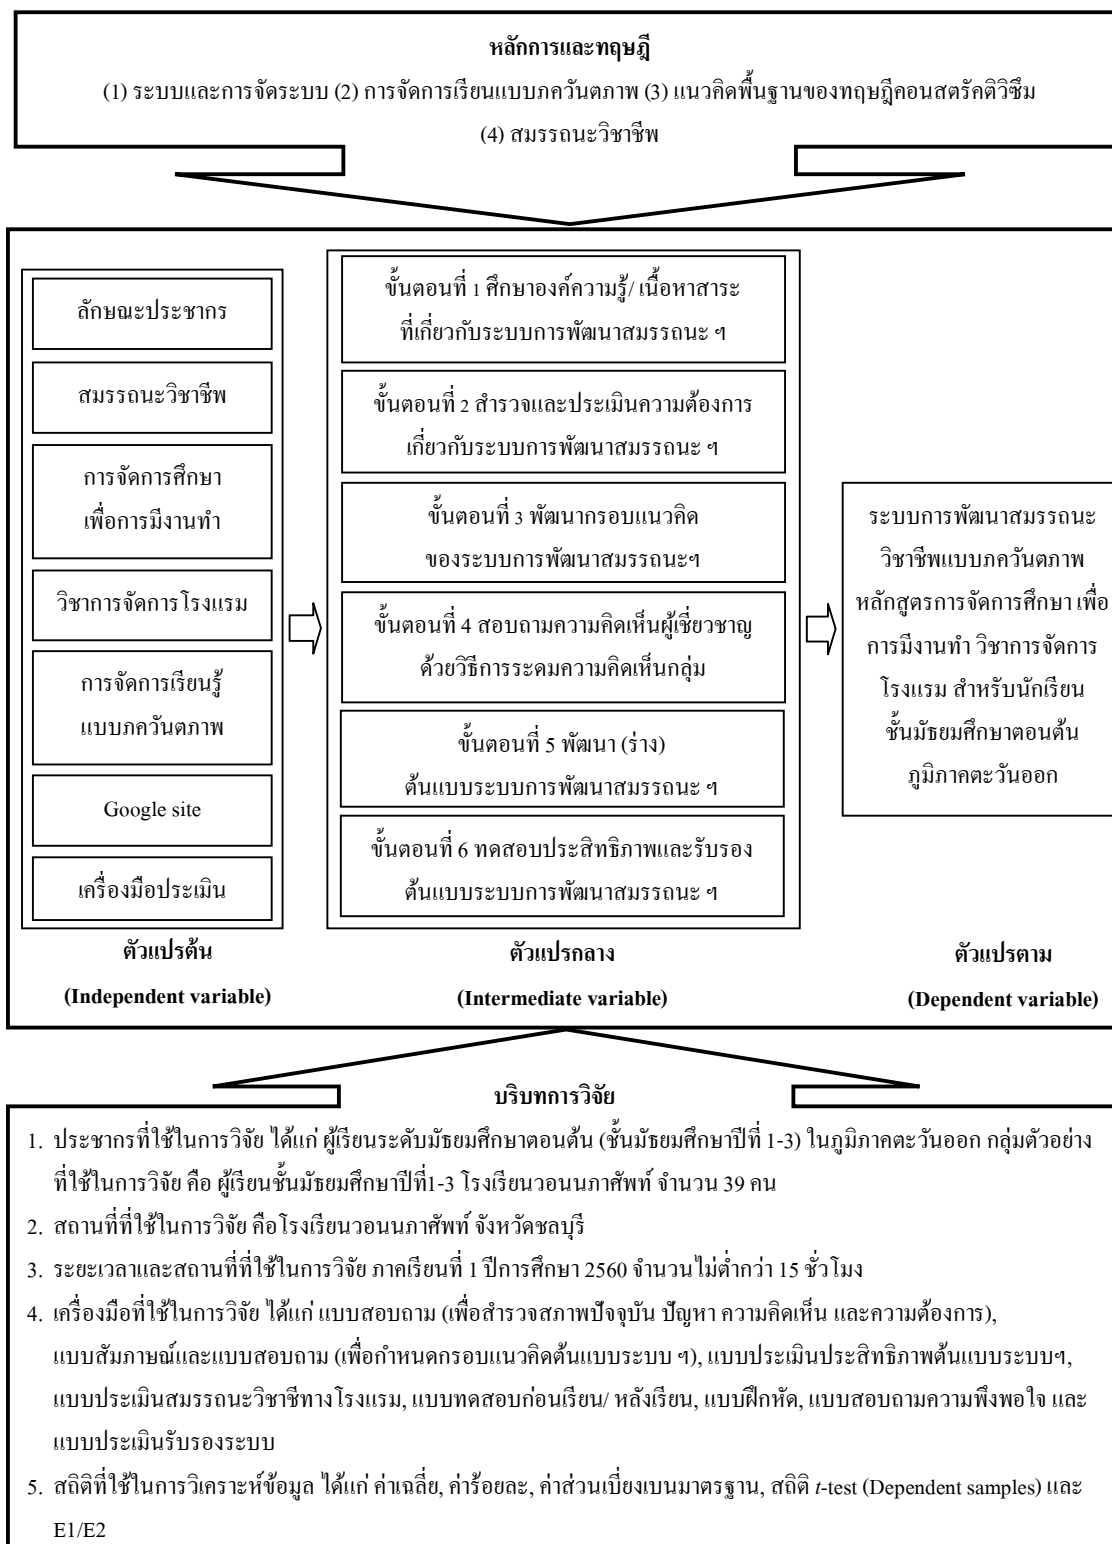 หลักการและทฤษฎี
(1) ระบบและการจัดระบบ (2) การจัดการเรียนแบบภควันตภาพ (3) แนวคิดพื้นฐานของทฤษฎีคอนสตรัคติวิซึม
(4) สมรรถนะวิชาชีพ
ลักษณะประชากร
สมรรถนะวิชาชีพ
การจัดการศึกษา
เพื่อการมีงานทำ
วิชาการจัดการโรงแรม
การจัดการเรียนรู้
แบบภควันตภาพ
Google site
เครื่องมือประเมิน
ตัวแปรต้น
(Independent variable)
ขั้นตอนที่ 1 ศึกษาองค์ความรู้/ เนื้อหาสาระ
ที่เกี่ยวกับระบบการพัฒนาสมรรถนะ ฯ
ขั้นตอนที่ 2 สำรวจและประเมินความต้องการ
เกี่ยวกับระบบการพัฒนาสมรรถนะ ฯ
ขั้นตอนที่ 3 พัฒนากรอบแนวคิด
ของระบบการพัฒนาสมรรถนะฯ
ขั้นตอนที่ 4 สอบถามความคิดเห็นผู้เชี่ยวชาญ
ด้วยวิธีการระดมความคิดเห็นกลุ่ม
ขั้นตอนที่ 5 พัฒนา (ร่าง)
ต้นแบบระบบการพัฒนาสมรรถนะ ฯ
ขั้นตอนที่ 6 ทดสอบประสิทธิภาพและรับรอง
ต้นแบบระบบการพัฒนาสมรรถนะ ฯ
ตัวแปรกลาง
(Intermediate variable)
ระบบการพัฒนาสมรรถนะ
วิชาชีพแบบภควันตภาพ
หลักสูตรการจัดการศึกษา เพื่อ
การมีงานทำ วิชาการจัดการ
โรงแรม สำหรับนักเรียน
ชั้นมัธยมศึกษาตอนต้น
ภูมิภาคตะวันออก
ตัวแปรตาม
(Dependent variable)
บริบทการวิจัย
1. ประชากรที่ใช้ในการวิจัย ได้แก่ ผู้เรียนระดับมัธยมศึกษาตอนต้น (ชั้นมัธยมศึกษาปีที่ 1-3) ในภูมิภาคตะวันออก กลุ่มตัวอย่าง
ที่ใช้ในการวิจัย คือ ผู้เรียนชั้นมัธยมศึกษาปีที่1-3 โรงเรียนวอนนภาศัพท์ จำนวน 39 คน
2. สถานที่ที่ใช้ในการวิจัย คือโรงเรียนวอนนภาศัพท์ จังหวัดชลบุรี
3. ระยะเวลาและสถานที่ที่ใช้ในการวิจัย ภาคเรียนที่ 1 ปีการศึกษา 2560 จำนวนไม่ต่ำกว่า 15 ชั่วโมง
4. เครื่องมือที่ใช้ในการวิจัย ได้แก่ แบบสอบถาม (เพื่อสำรวจสภาพปัจจุบัน ปัญหา ความคิดเห็น และความต้องการ),
แบบสัมภาษณ์และแบบสอบถาม (เพื่อกำหนดกรอบแนวคิดต้นแบบระบบ ฯ), แบบประเมินประสิทธิภาพต้นแบบระบบฯ,
แบบประเมินสมรรถนะวิชาชีทางโรงแรม, แบบทดสอบก่อนเรียน/ หลังเรียน, แบบฝึกหัด, แบบสอบถามความพึงพอใจ และ
แบบประเมินรับรองระบบ
5. สถิติที่ใช้ในการวิเคราะห์ข้อมูล ได้แก่ ค่าเฉลี่ย, ค่าร้อยละ, ค่าส่วนเบี่ยงเบนมาตรฐาน, สถิติ t-test (Dependent samples) และ
E1/E2